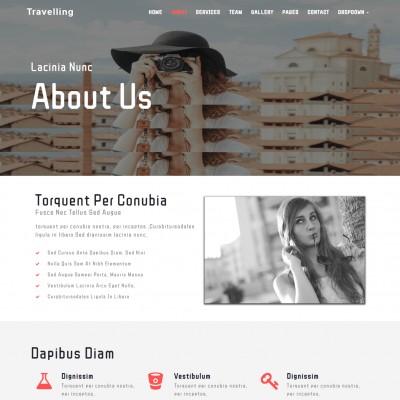 Travelling
HOME ABOUT SERVICES TEAM GALLERY PAGES CONTACT DROPDOWN
Lacinia Nunc
About Us
Torquent Per Conubia
Fusce Nec Tellus Sed Augue
torquent per conubia nostra, per inceptos. Curabitursodales
ligula in libero.Sed dignissim lacinia nunc,
Sed Cursus Ante Dapibus Diam, Sed Nisi
Nulla Quis Sem At Nibh Elementum
Sed Augue Semper Porta, Mauris Massa
Vestibulum Lacinia Arcu Eget Nulla,
Curabitursodales Ligula In Libero
Dapibus Diam
Dignissim
Torquent per conubia nostra,
per inceptos.
Vestibulum
Torquent per conubia nostra,
per inceptos.
Dignissim
Torquent per conubia nostra,
per inceptos.